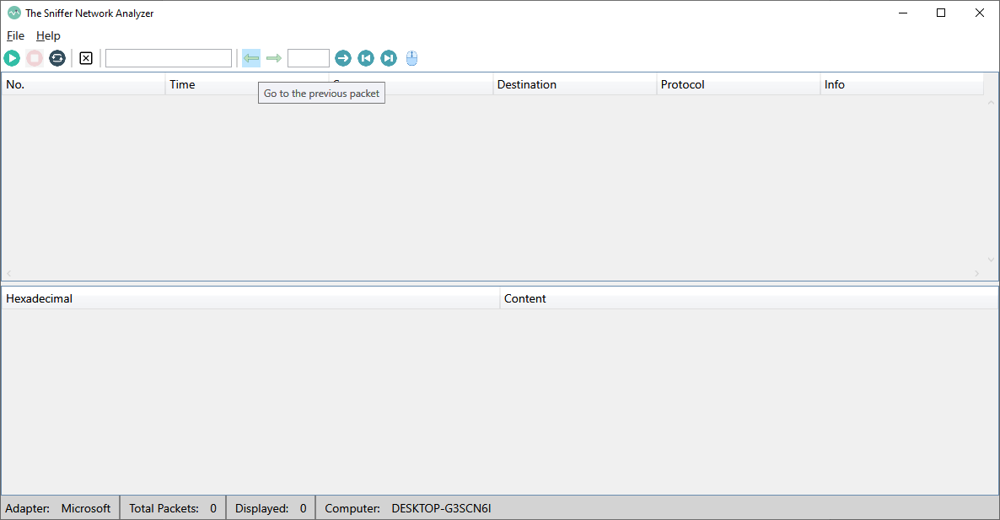 The Sniffer Network Analyzer
File Help
No. Time Destination Protocol Info
Go to the previous packet
Hexadecimal Content
Adapter: Microsoft Total Packets: 0 Displayed: 0 Computer: DESKTOP-G3SCN6I